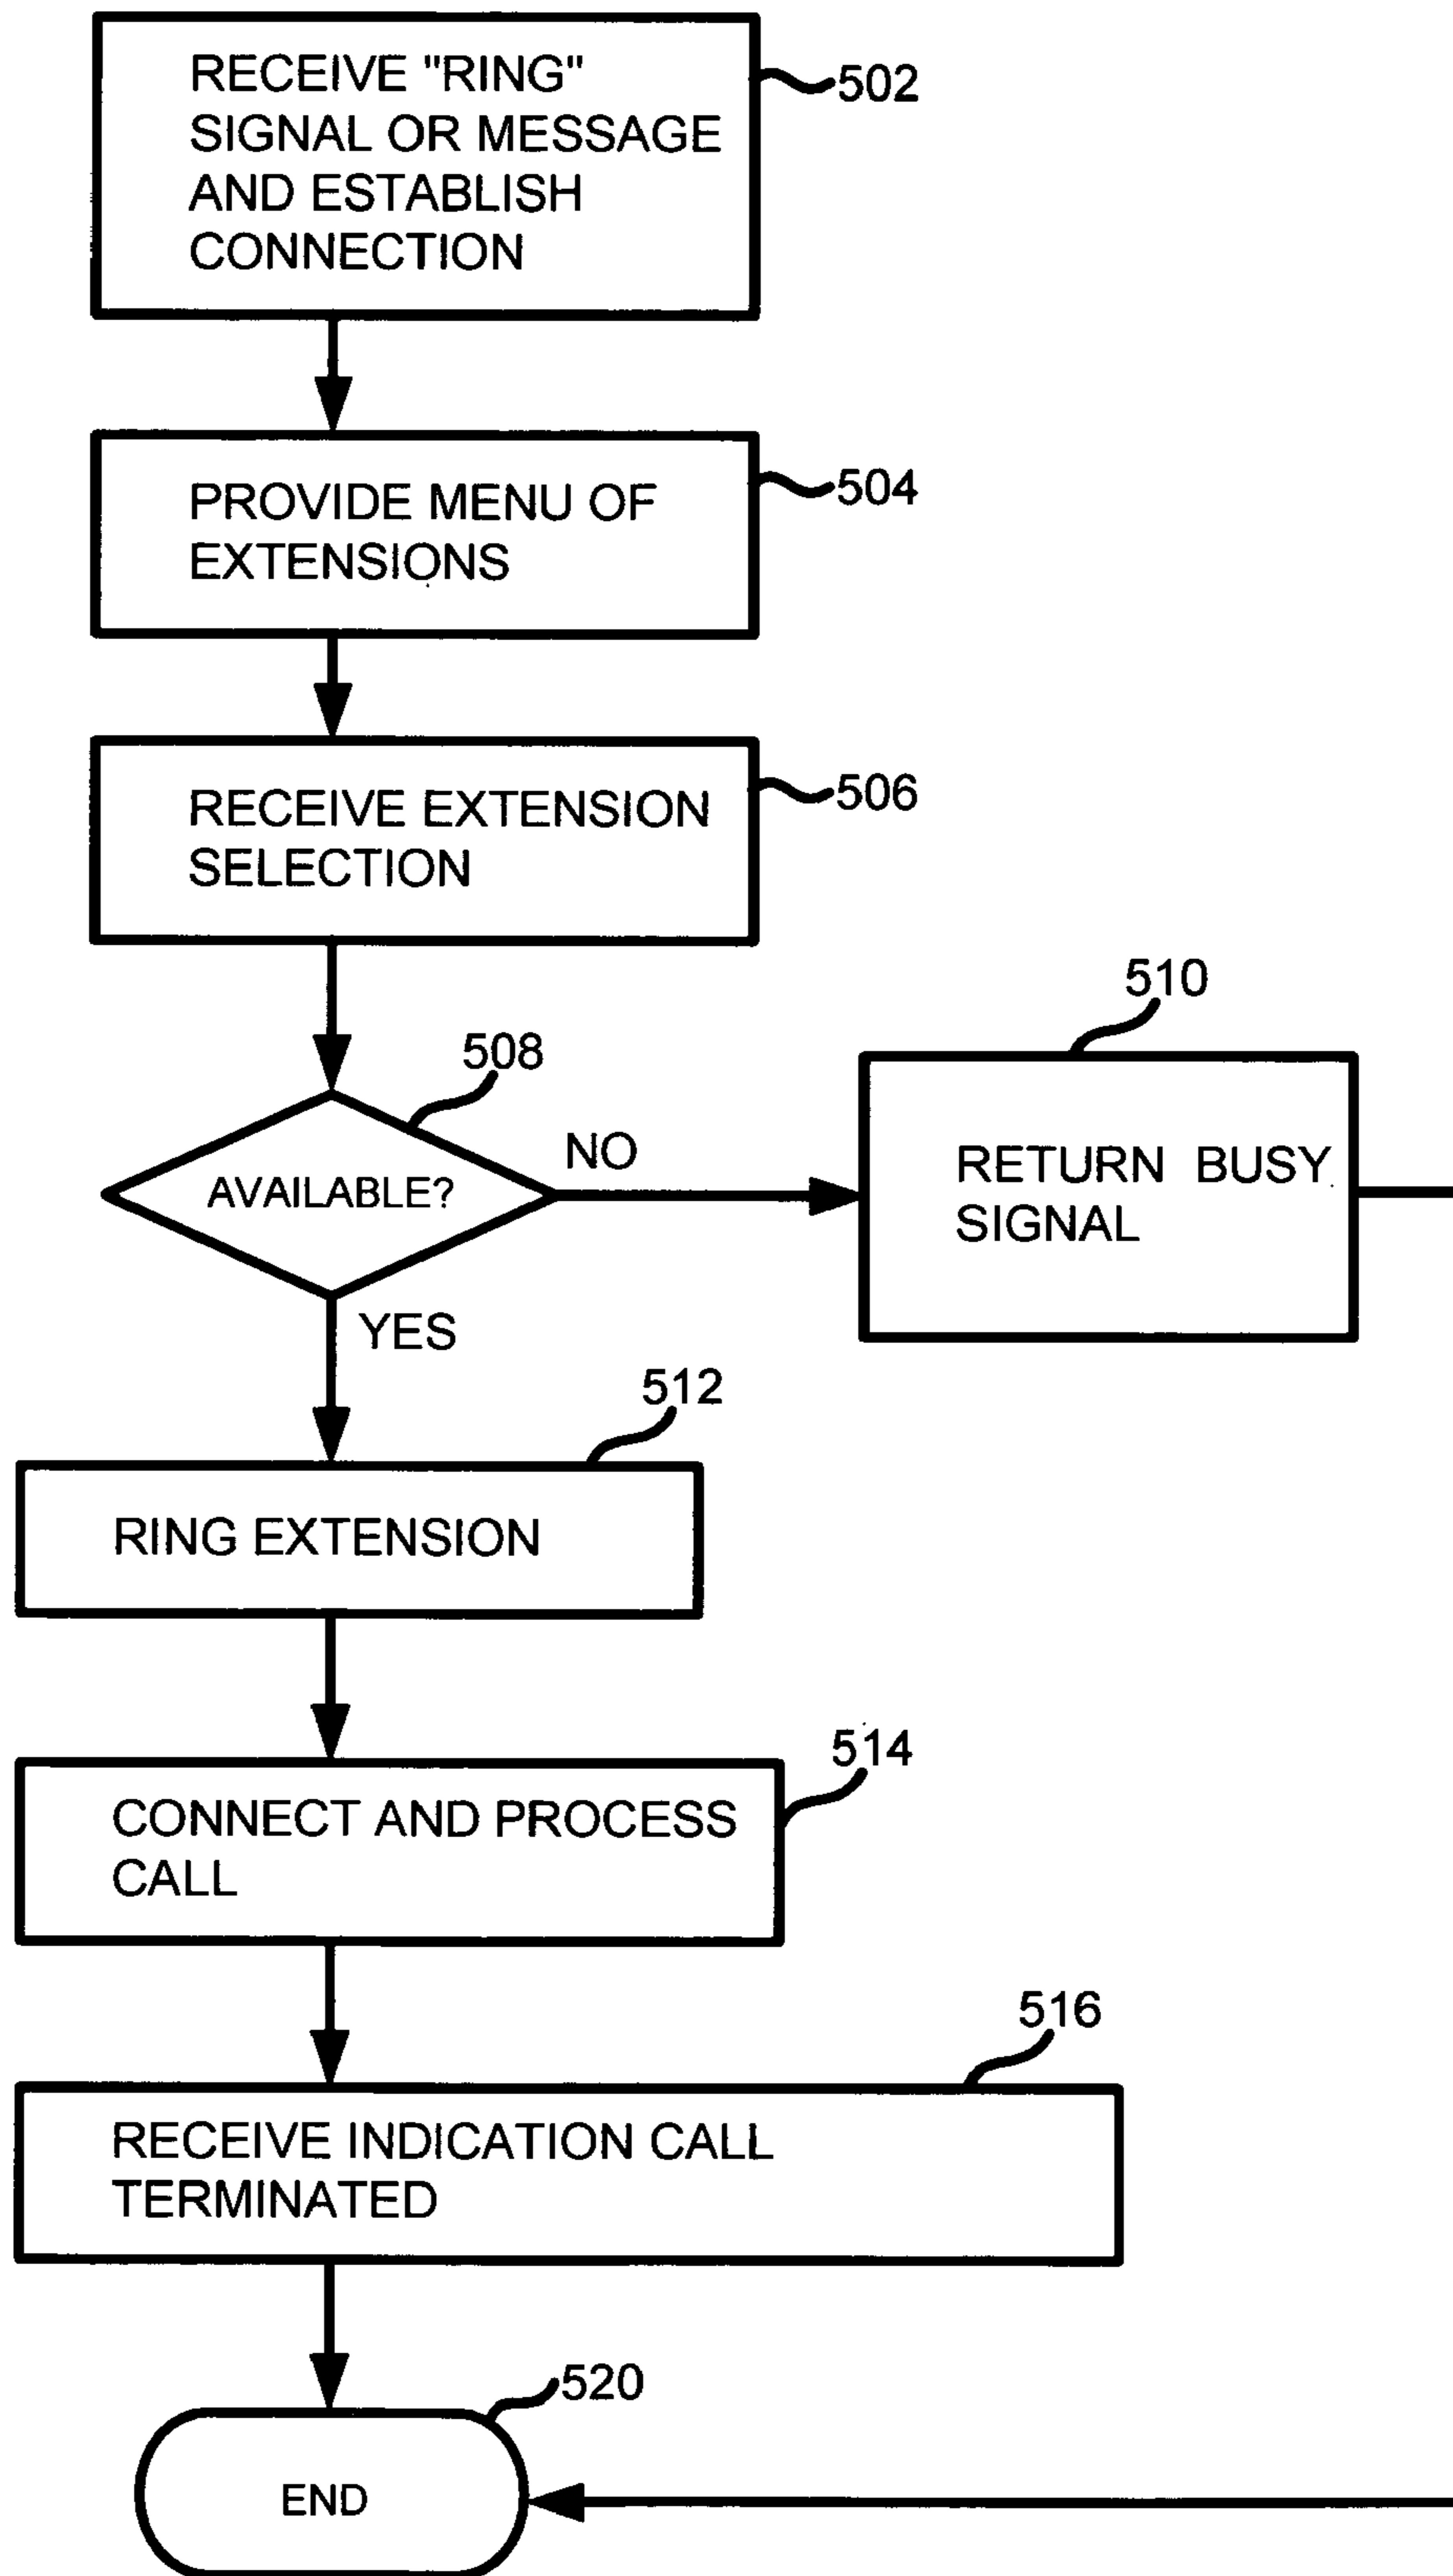 RECEIVE "RING"
SIGNAL OR MESSAGE
AND ESTABLISH
CONNECTION
502
PROVIDE MENU OF
EXTENSIONS
504
RECEIVE EXTENSION
SELECTION
506
508
AVAILABLE?
NO
510
RETURN BUSY
SIGNAL
YES
512
RING EXTENSION
514
CONNECT AND PROCESS
CALL
516
RECEIVE INDICATION CALL
TERMINATED
520
END